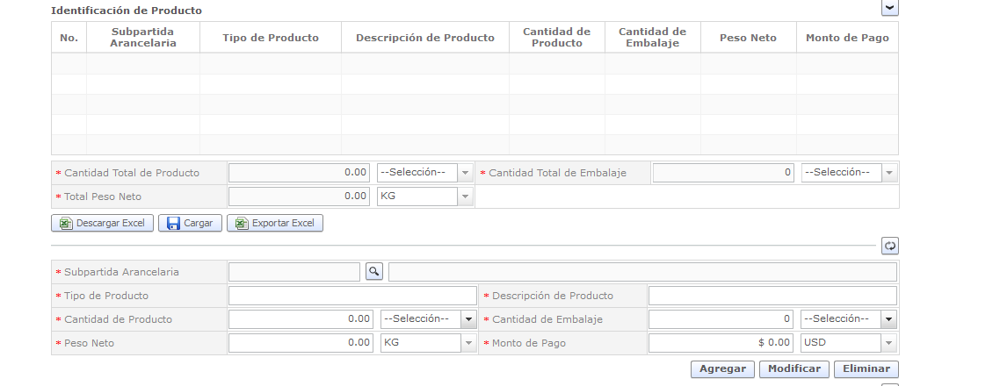 Identificación de Producto
No. Subpartida Arancelaria Tipo de Producto Descripción de Producto Cantidad de Producto Cantidad de Embalaje Peso Neto Monto de Pago
* Cantidad Total de Producto 0.00 --Selección-- * Cantidad Total de Embalaje 0 --Selección--
* Total Peso Neto 0.00 KG
Descargar Excel Cargar Exportar Excel
* Subpartida Arancelaria
* Tipo de Producto * Descripción de Producto
* Cantidad de Producto 0.00 --Selección-- * Cantidad de Embalaje 0 --Selección--
* Peso Neto 0.00 KG * Monto de Pago $ 0.00 USD
Agregar Modificar Eliminar